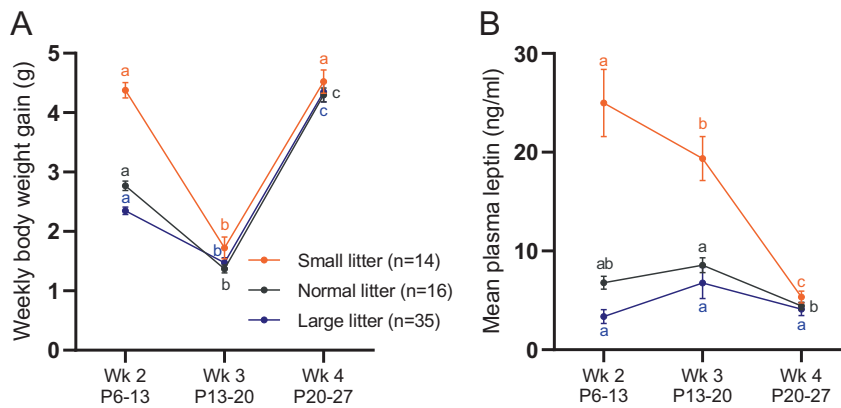 A
Weekly body weight gain (g)
5
4
3
2
1
0
a
a
a
a
b
b
b
a
c
c
Small litter (n=14)
Normal litter (n=16)
Large litter (n=35)
Wk 2
P6-13
Wk 3
P13-20
Wk 4
P20-27
B
Mean plasma leptin (ng/ml)
30
20
10
0
a
b
ab
a
c
b
a
a
a
Wk 2
P6-13
Wk 3
P13-20
Wk 4
P20-27